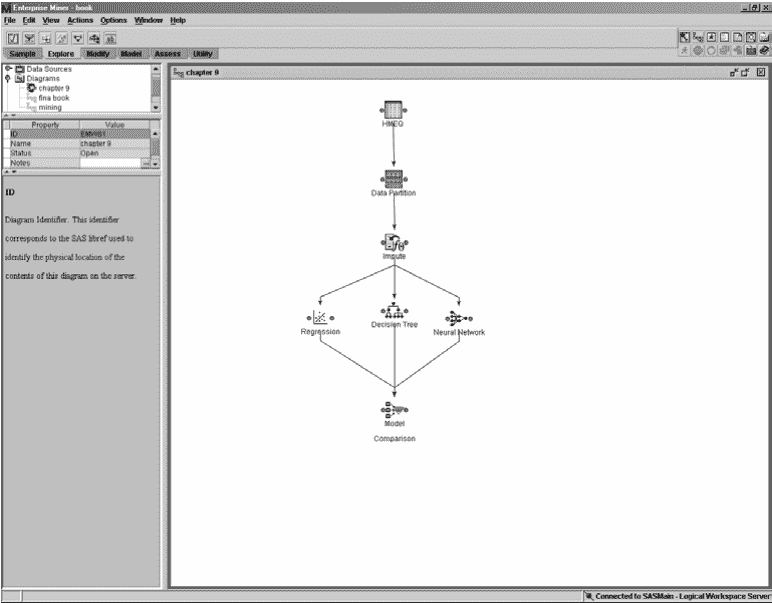 Enterprise Miner - book
File Edit View Actions Options Window Help
Sample Explore Modify Model Assess Utility
Data Sources
Diagrams
chapter 9
fina book
mining
Property Value
ID EMWS1
Name chapter 9
Status Open
Notes
ID
Diagram Identifier. This identifier
corresponds to the SAS libref used to
identify the physical location of the
contents of this diagram on the server.
chapter 9
HMEQ
Data Partition
Impute
Regression
Decision Tree
Neural Network
Model
Comparison
Connected to SASMain - Logical Workspace Server